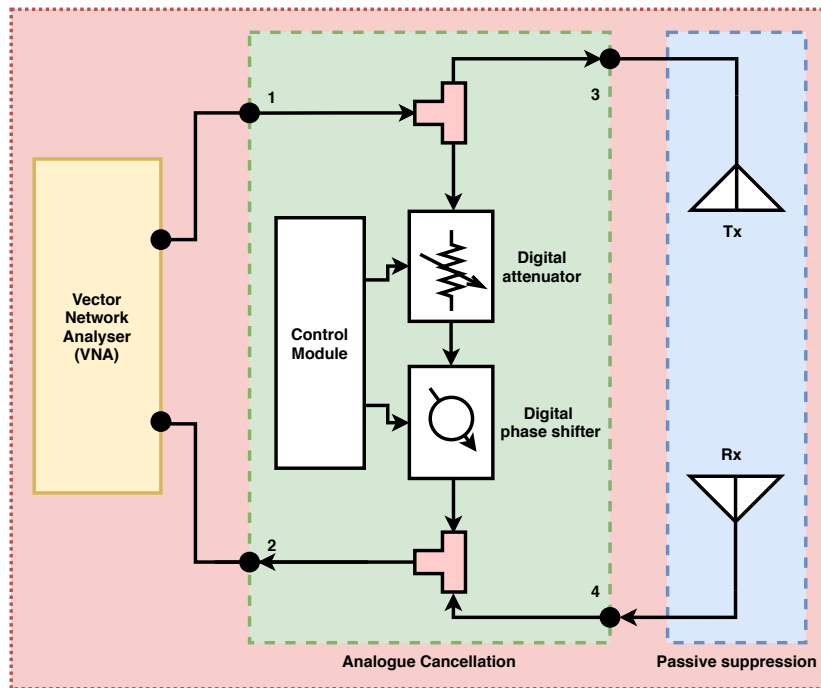 1
3
Tx
Digital
attenuator
Vector
Network
Analyser
(VNA)
Control
Module
Digital
phase shifter
Rx
2
4
Analogue Cancellation
Passive suppression